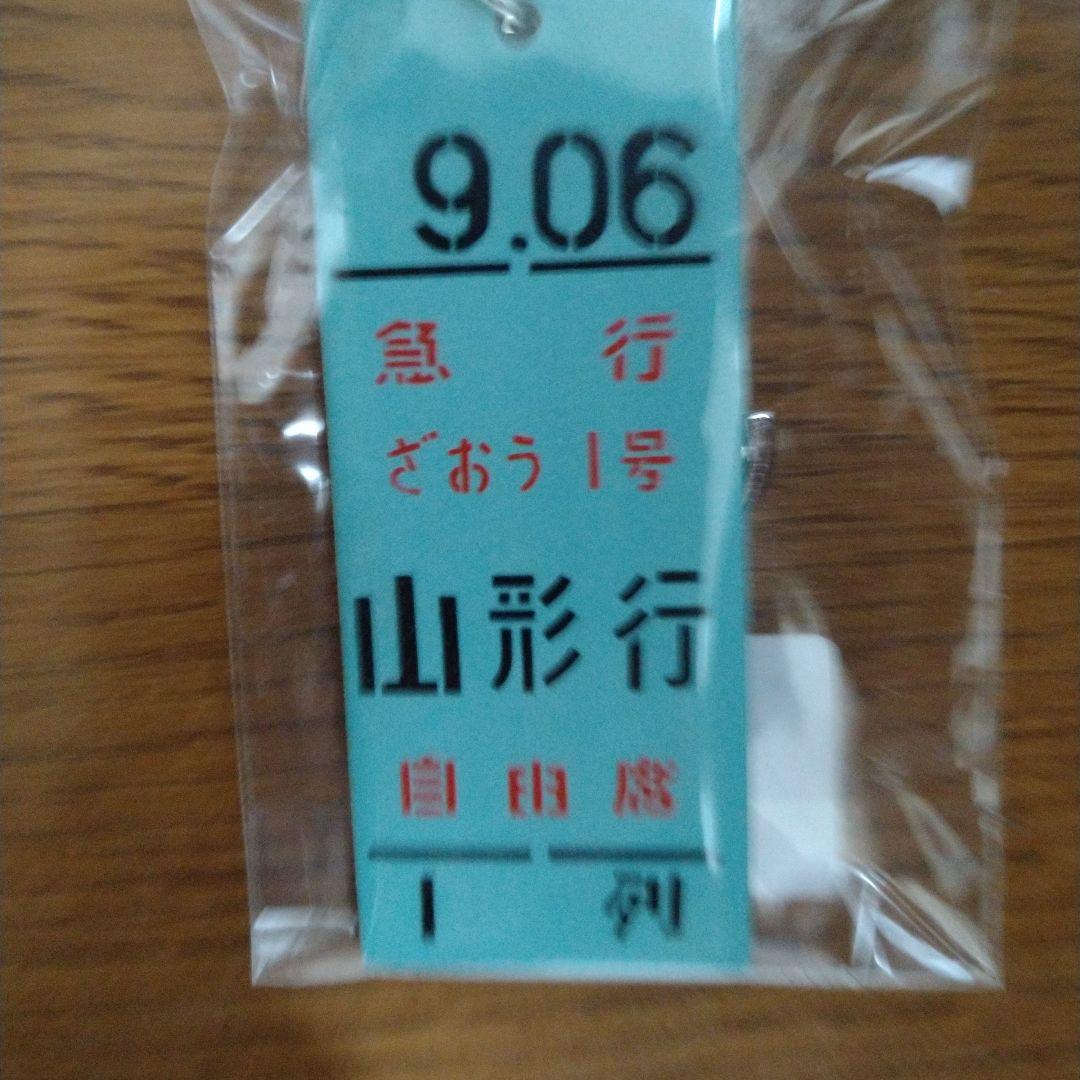 9.06
急行
ざおう1号
山形行
自由席
1列